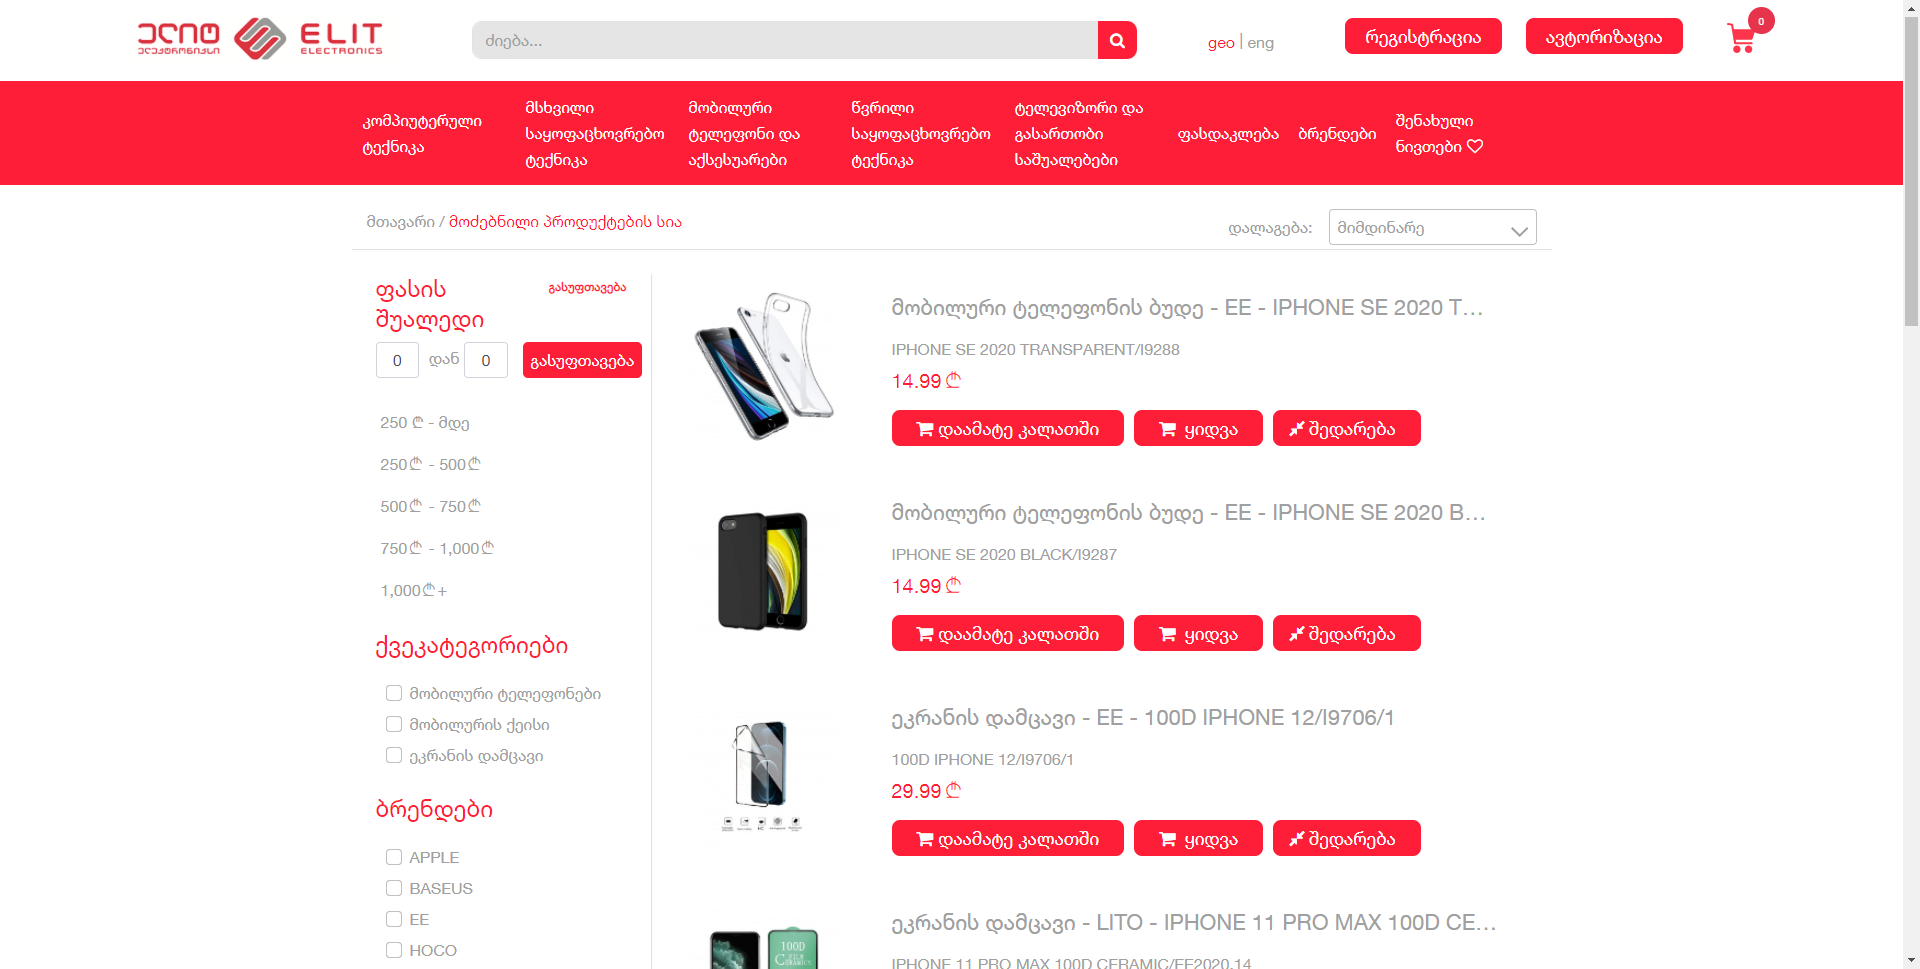 ელიტ
ელექტრონიქსი
ELIT
ELECTRONICS
ძიება...
geo | eng
რეგისტრაცია
ავტორიზაცია
0
კომპიუტერული
ტექნიკა
მსხვილი
საყოფაცხოვრებო
ტექნიკა
მობილური
ტელეფონი და
აქსესუარები
წვრილი
საყოფაცხოვრებო
ტექნიკა
ტელევიზორი და
გასართობი
საშუალებები
ფასდაკლება
ბრენდები
შენახული
ნივთები
მთავარი / მოძებნილი პროდუქტების სია
დალაგება:
მიმდინარე
ფასის
შუალედი
გასუფთავება
0 დან 0
გასუფთავება
250 ₾ - მდე
250₾ - 500₾
500₾ - 750₾
750₾ - 1,000₾
1,000₾+
ქვეკატეგორიები
მობილური ტელეფონები
მობილურის ქეისი
ეკრანის დამცავი
ბრენდები
APPLE
BASEUS
EE
HOCO
მობილური ტელეფონის ბუდე - EE - IPHONE SE 2020 T...
IPHONE SE 2020 TRANSPARENT/I9288
14.99₾
დაამატე კალათში
ყიდვა
შედარება
მობილური ტელეფონის ბუდე - EE - IPHONE SE 2020 B...
IPHONE SE 2020 BLACK/I9287
14.99₾
დაამატე კალათში
ყიდვა
შედარება
ეკრანის დამცავი - EE - 100D IPHONE 12/I9706/1
100D IPHONE 12/I9706/1
29.99₾
დაამატე კალათში
ყიდვა
შედარება
100D
FILM
CERAMICS
ეკრანის დამცავი - LITO - IPHONE 11 PRO MAX 100D CE...
IPHONE 11 PRO MAX 100D CERAMIC/EE2020.14